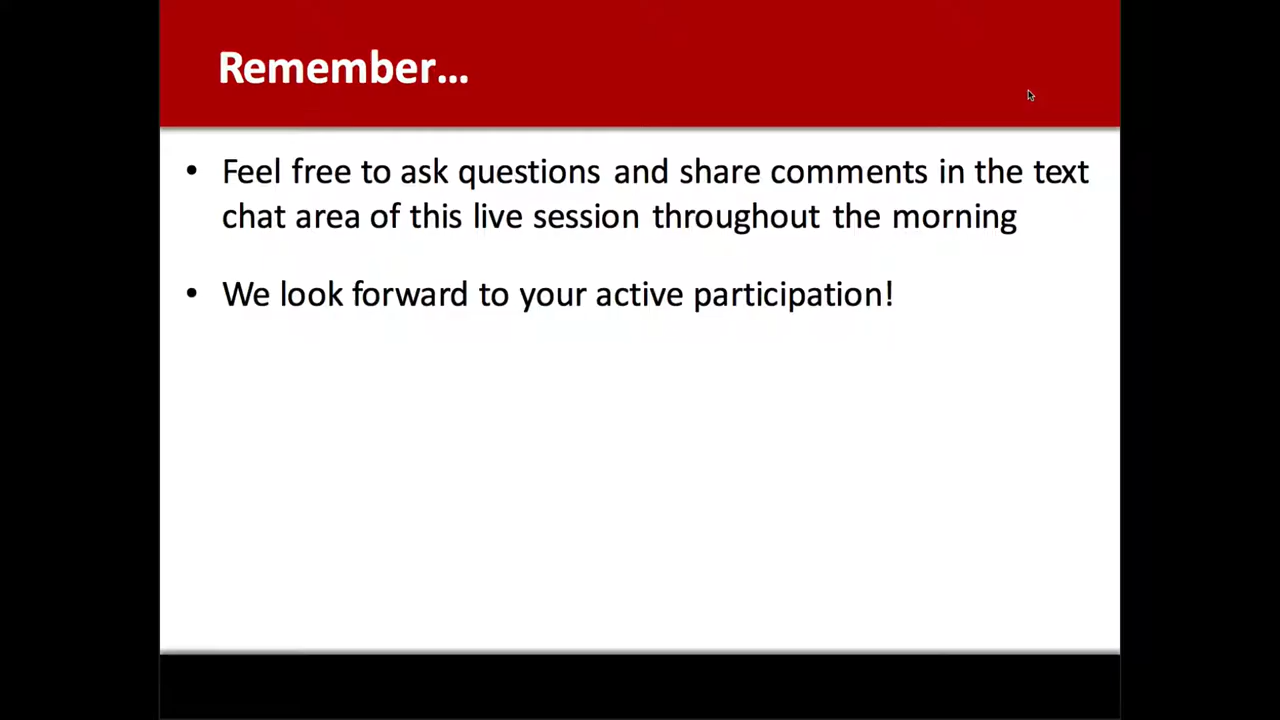 Remember…
• Feel free to ask questions and share comments in the text
chat area of this live session throughout the morning
• We look forward to your active participation!